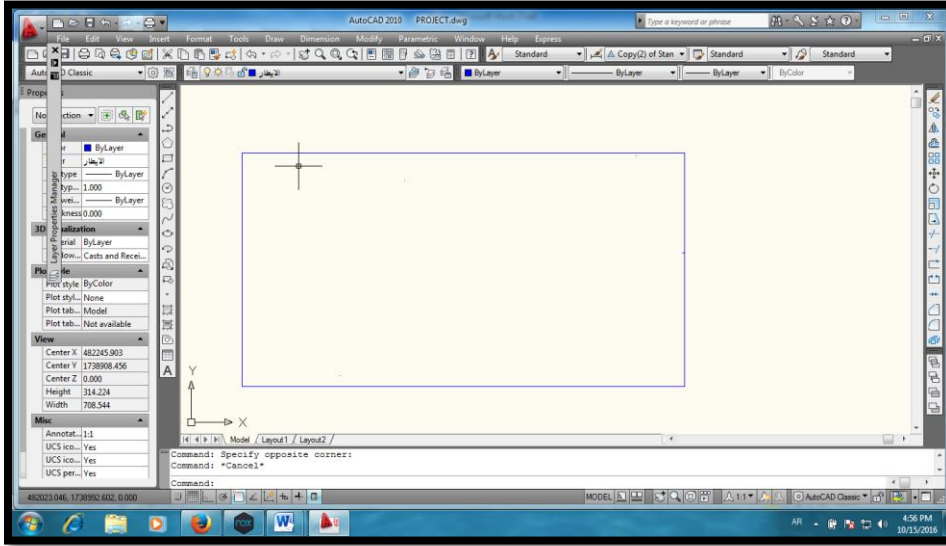 AutoCAD 2010 PROJECT.dwg
Type a keyword or phrase
File Edit View Insert Format Tools Draw Dimension Modify Parametric Window Help Express
Standard
Copy(2) of Stan
Standard
Standard
D Classic
ByLayer
ByLayer
ByLayer
ByColor
Layer Properties Manager
ByLayer
ByLayer
1.000
ByLayer
0.000
ByLayer
Casts and Recei...
Plot style ByColor
Plot styl... None
Plot tab... Model
Plot tab... Not available
View
Center X 482245.903
Center Y 1738908.456
Center Z 0.000
Height 314.224
Width 708.544
Misc
Annotat... 1:1
UCS ico... Yes
UCS ico... Yes
UCS per... Yes
Y
X
Model Layout1 Layout2
Command: Specify opposite corner:
Command: *Cancel*
Command:
482023.046, 1738992.602, 0.000
MODEL
1:1
AutoCAD Classic
AR
4:56 PM
10/15/2016